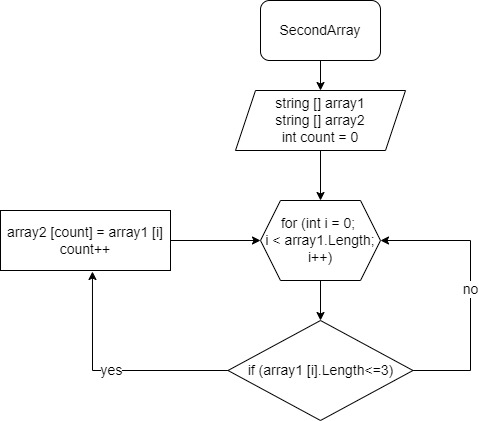 SecondArray
string [] array1
string [] array2
int count = 0
for (int i = 0;
i < array1.Length;
i++)
array2 [count] = array1 [i]
count++
no
if (array1 [i].Length<=3)
yes